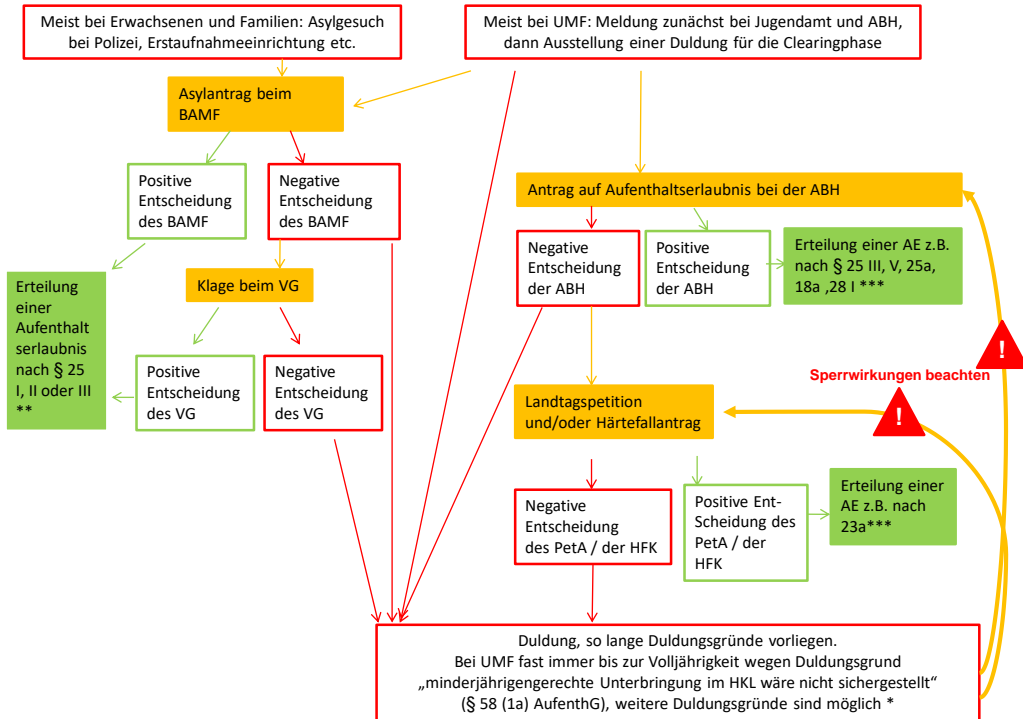 Meist bei Erwachsenen und Familien: Asylgesuch
bei Polizei, Erstaufnahmeeinrichtung etc.
Meist bei UMF: Meldung zunächst bei Jugendamt und ABH,
dann Ausstellung einer Duldung für die Clearingphase
Asylantrag beim
BAMF
Positive
Entscheidung
des BAMF
Negative
Entscheidung
des BAMF
Antrag auf Aufenthaltserlaubnis bei der ABH
Negative
Entscheidung
der ABH
Positive
Entscheidung
der ABH
Erteilung einer AE z.B.
nach § 25 III, V, 25a,
18a ,28 I ***
Erteilung
einer
Aufenthalt
serlaubnis
nach § 25
I, II oder III
**
Klage beim VG
Positive
Entscheidung
des VG
Negative
Entscheidung
des VG
!
Sperrwirkungen beachten
!
Landtagspetition
und/oder Härtefallantrag
Negative
Entscheidung
des PetA / der HFK
Positive Ent-
Scheidung des
PetA / der
HFK
Erteilung einer
AE z.B. nach
23a***
Duldung, so lange Duldungsgründe vorliegen.
Bei UMF fast immer bis zur Volljährigkeit wegen Duldungsgrund
„minderjährigengerechte Unterbringung im HKL wäre nicht sichergestellt“
(§ 58 (1a) AufenthG), weitere Duldungsgründe sind möglich *